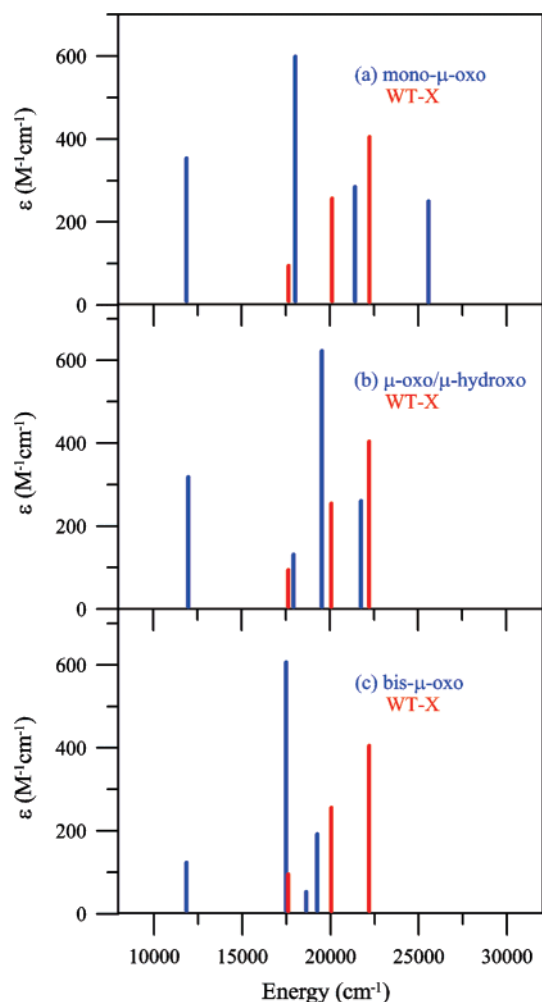 600
(a) mono-μ-oxo
WT-X
400
ε (M⁻¹cm⁻¹)
200
0
600
(b) μ-oxo/μ-hydroxo
WT-X
400
ε (M⁻¹cm⁻¹)
200
0
600
(c) bis-μ-oxo
WT-X
400
ε (M⁻¹cm⁻¹)
200
0
10000 15000 20000 25000 30000
Energy (cm⁻¹)